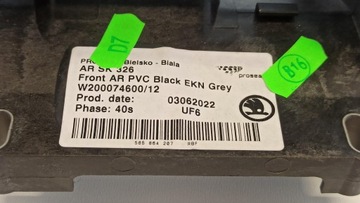 D7
B16
Bielsko - Biala
AR SK 326
Front AR PVC Black EKN Grey
W200074600/12
Prod. date: 03062022
Phase: 40s UF6